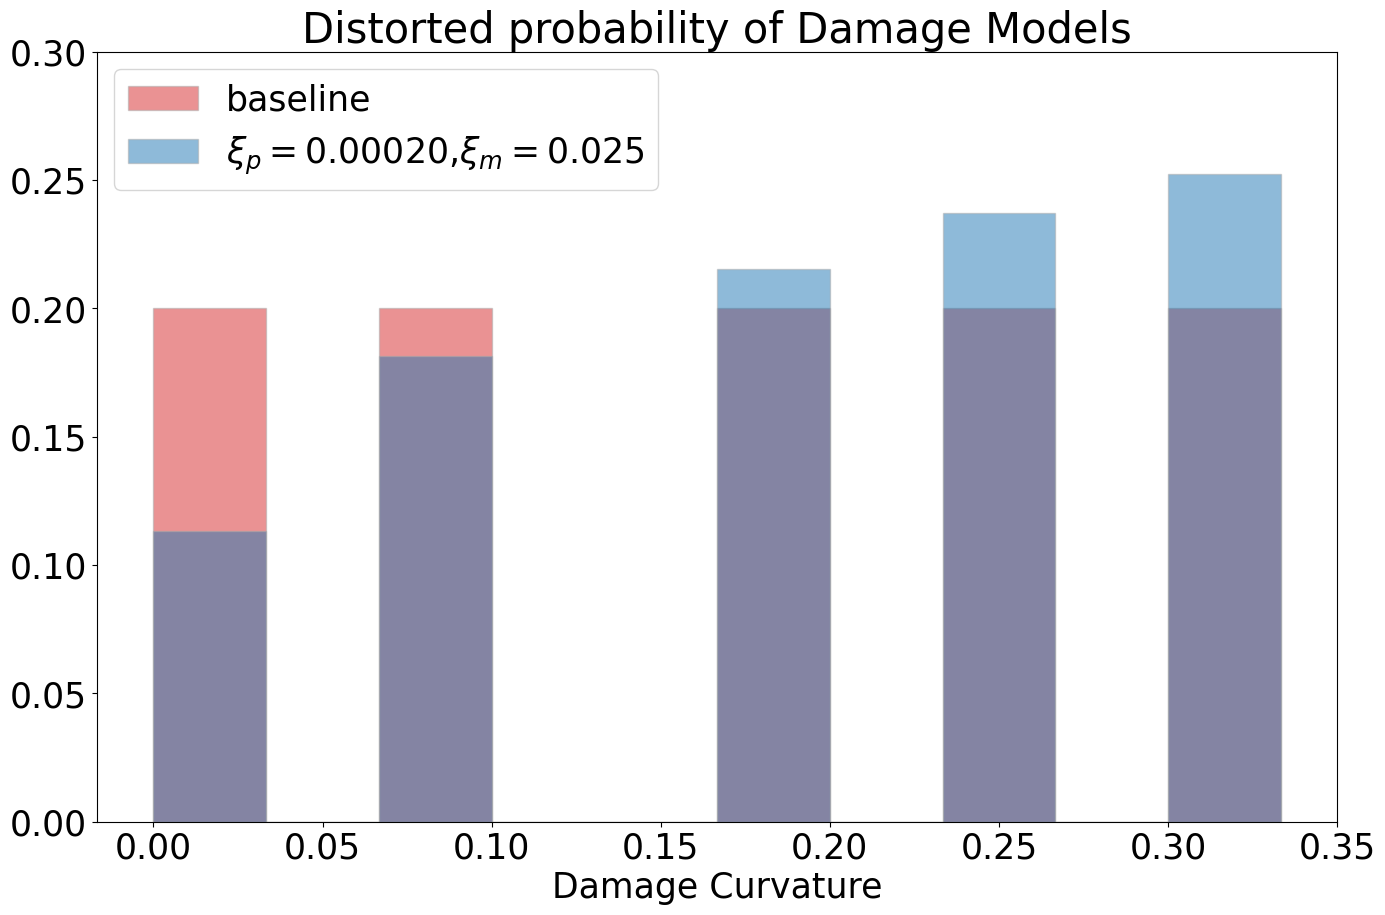 Distorted probability of Damage Models
0.30
0.25
0.20
0.15
0.10
0.05
0.00
baseline
ξₚ = 0.00020,ξₘ = 0.025
0.00 0.05 0.10 0.15 0.20 0.25 0.30 0.35
Damage Curvature